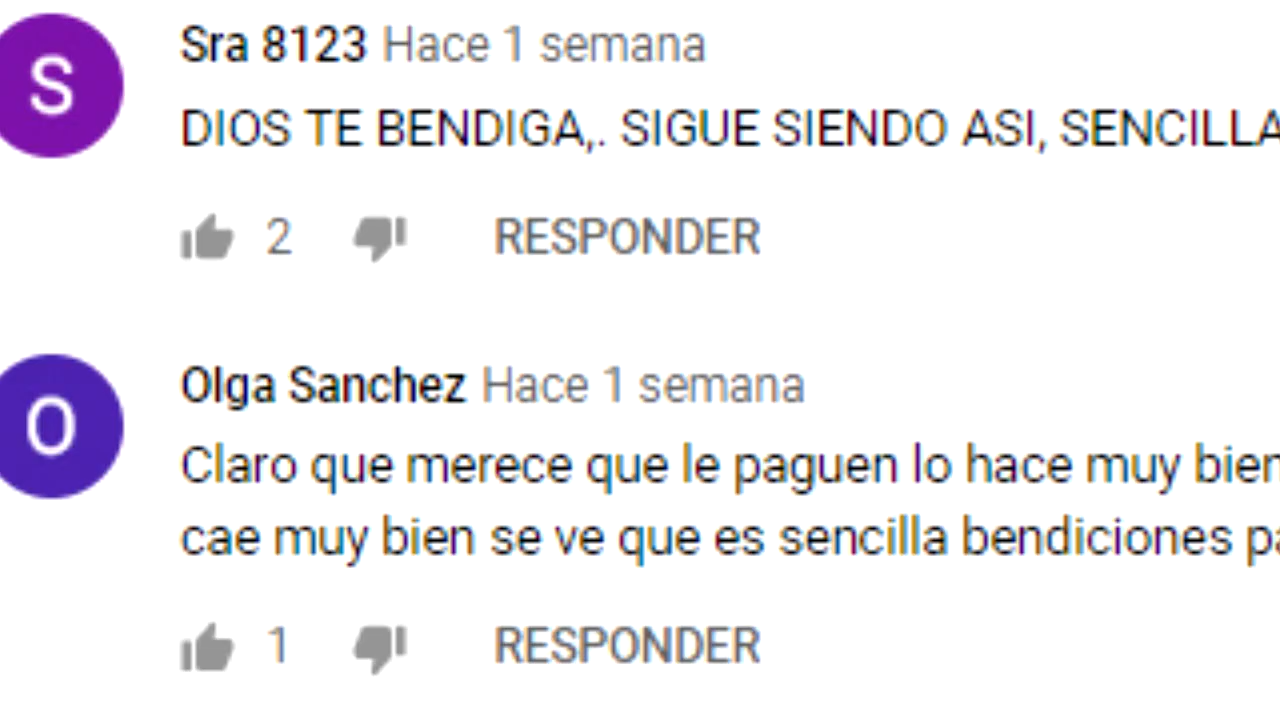 S
Sra 8123 Hace 1 semana
DIOS TE BENDIGA,. SIGUE SIENDO ASI, SENCILLA
2 RESPONDER
O
Olga Sanchez Hace 1 semana
Claro que merece que le paguen lo hace muy bien
cae muy bien se ve que es sencilla bendiciones
1 RESPONDER